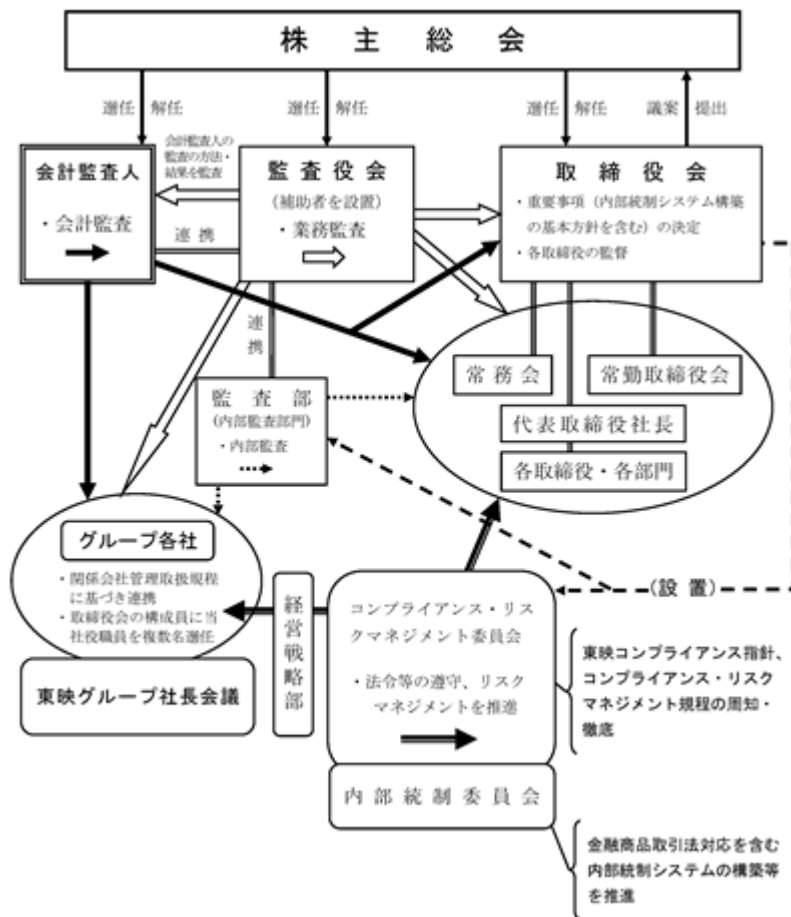 株主総会
選任 解任
選任 解任
選任 解任
議案 提出
会計監査人
・会計監査
会計監査人の
監査の方法・
結果を監査
連携
監査役会
(補助者を設置)
・業務監査
取締役会
・重要事項（内部統制システム構築
の基本方針を含む）の決定
・各取締役の監督
連携
監査部
(内部監査部門)
・内部監査
常務会
常勤取締役会
代表取締役社長
各取締役・各部門
グループ各社
・関係会社管理取扱規程
に基づき連携
・取締役会の構成員に当
社役職員を複数名選任
東映グループ社長会議
経営戦略部
(設置)
コンプライアンス・リス
クマネジメント委員会
・法令等の遵守、リスク
マネジメントを推進
内部統制委員会
東映コンプライアンス指針、
コンプライアンス・リスク
マネジメント規程の周知・
徹底
金融商品取引法対応を含む
内部統制システムの構築等
を推進